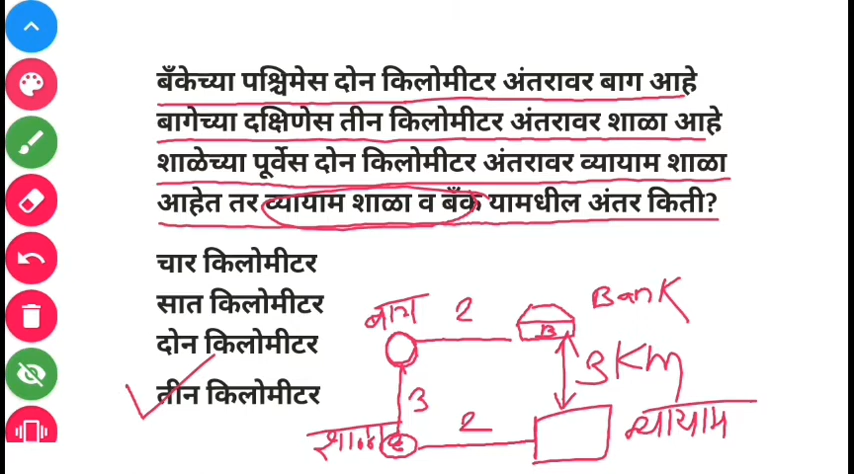 बँकेच्या पश्चिमेस दोन किलोमीटर अंतरावर बाग आहे
बागेच्या दक्षिणेस तीन किलोमीटर अंतरावर शाळा आहे
शाळेच्या पूर्वेस दोन किलोमीटर अंतरावर व्यायाम शाळा
आहेत तर व्यायाम शाळा व बँक यामधील अंतर किती?
चार किलोमीटर
सात किलोमीटर
दोन किलोमीटर
तीन किलोमीटर
बाग 2 B Bank
3 3Km
शाळा 2 व्यायाम